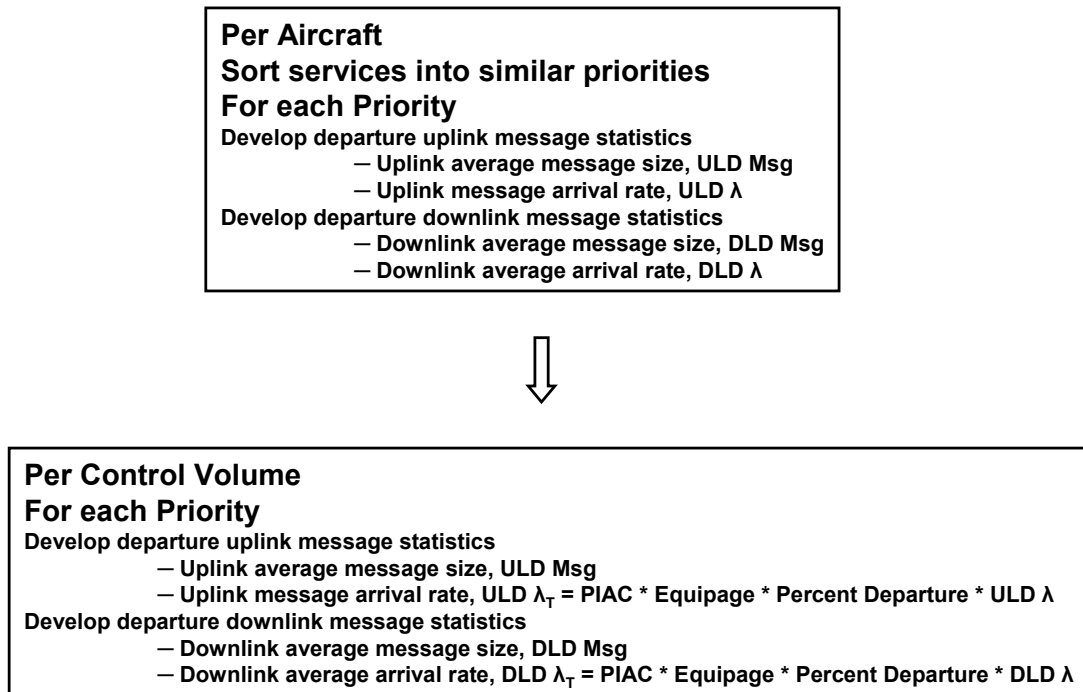 Per Aircraft
Sort services into similar priorities
For each Priority
Develop departure uplink message statistics
— Uplink average message size, ULD Msg
— Uplink message arrival rate, ULD λ
Develop departure downlink message statistics
— Downlink average message size, DLD Msg
— Downlink average arrival rate, DLD λ
Per Control Volume
For each Priority
Develop departure uplink message statistics
— Uplink average message size, ULD Msg
— Uplink message arrival rate, ULD λT = PIAC * Equipage * Percent Departure * ULD λ
Develop departure downlink message statistics
— Downlink average message size, DLD Msg
— Downlink average arrival rate, DLD λT = PIAC * Equipage * Percent Departure * DLD λ